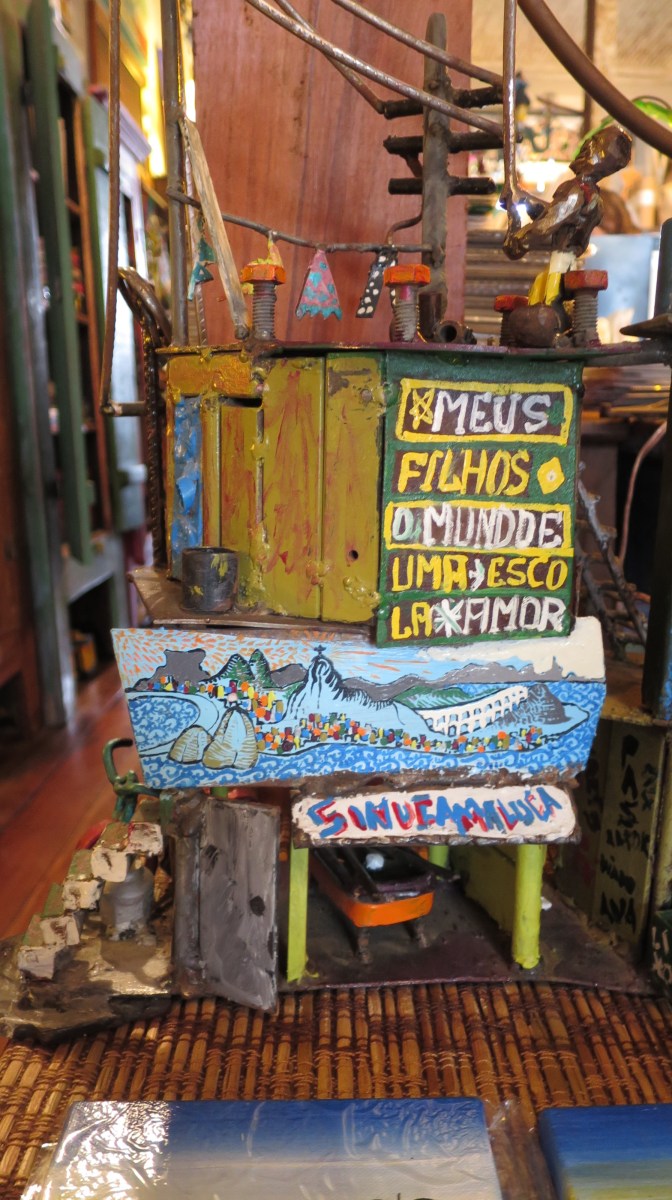 MEUS
FILHOS
O MUNDO E
UMA ESCO
LA AMOR
SINUCA MALUCA